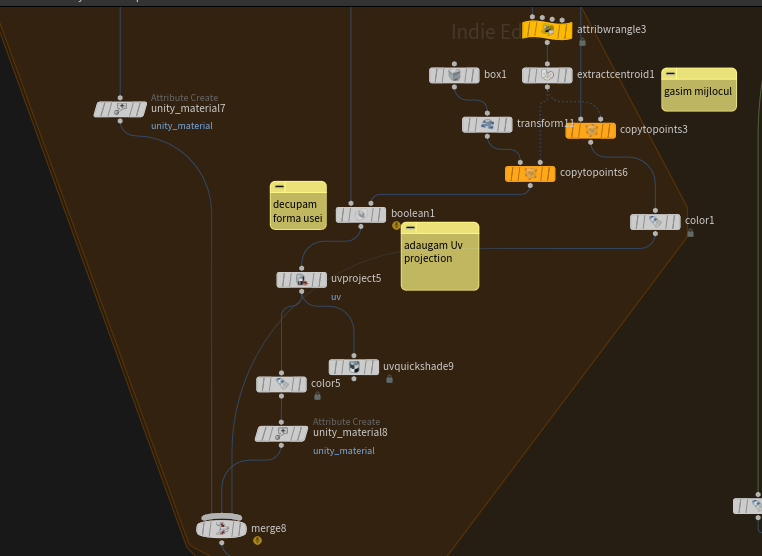 Indie Ed
attribwrangle3
box1
extractcentroid1
gasim mijlocul
Attribute Create
unity_material7
unity_material
transform11
copytopoints3
copytopoints6
decupam
forma usei
boolean1
color1
adaugam Uv
projection
uvproject5
uv
uvquickshade9
color5
Attribute Create
unity_material8
unity_material
merge8